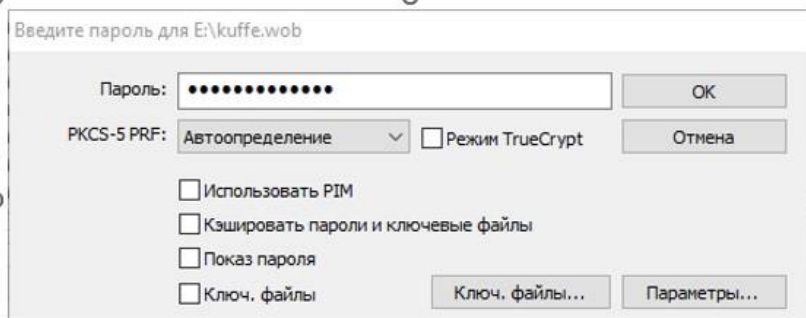 Введите пароль для E:\kuffe.wob
Пароль: ●●●●●●●●●●●●● OK
PKCS-5 PRF: Автоопределение Режим TrueCrypt Отмена
Использовать PIM
Кэшировать пароли и ключевые файлы
Показ пароля
Ключ. файлы Ключ. файлы... Параметры...